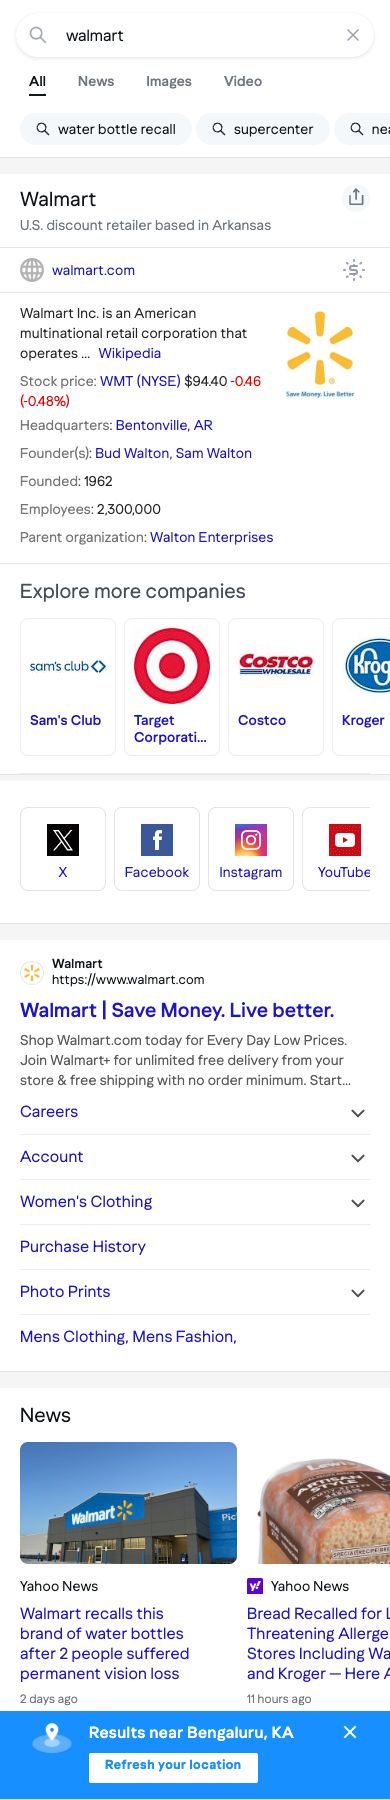 walmart
All News Images Video
water bottle recall supercenter
Walmart
U.S. discount retailer based in Arkansas
walmart.com
Walmart Inc. is an American
multinational retail corporation that
operates ... Wikipedia
Save Money. Live Better
Stock price: WMT (NYSE) $94.40 -0.46
(-0.48%)
Headquarters: Bentonville, AR
Founder(s): Bud Walton, Sam Walton
Founded: 1962
Employees: 2,300,000
Parent organization: Walton Enterprises
Explore more companies
sam's club COSTCO
WHOLESALE
Sam's Club Target Costco Kroger
Corporati...
X Facebook Instagram YouTube
Walmart
https://www.walmart.com
Walmart | Save Money. Live better.
Shop Walmart.com today for Every Day Low Prices.
Join Walmart+ for unlimited free delivery from your
store & free shipping with no order minimum. Start...
Careers
Account
Women's Clothing
Purchase History
Photo Prints
Mens Clothing, Mens Fashion,
News
Walmart
Yahoo News
Walmart recalls this
brand of water bottles
after 2 people suffered
permanent vision loss
2 days ago
Yahoo News
Bread Recalled for
Threatening
Stores Including
and Kroger — Here
11 hours ago
Results near Bengaluru, KA
Refresh your location